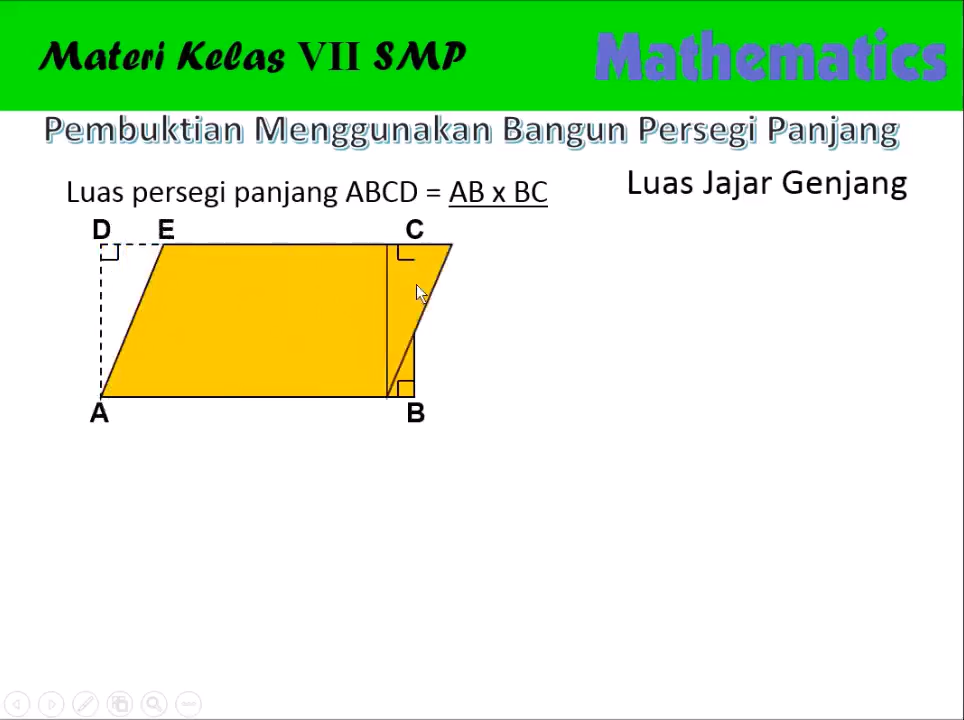 Materi Kelas VII SMP
Mathematics
Pembuktian Menggunakan Bangun Persegi Panjang
Luas persegi panjang ABCD = AB x BC
Luas Jajar Genjang
D E C
A B